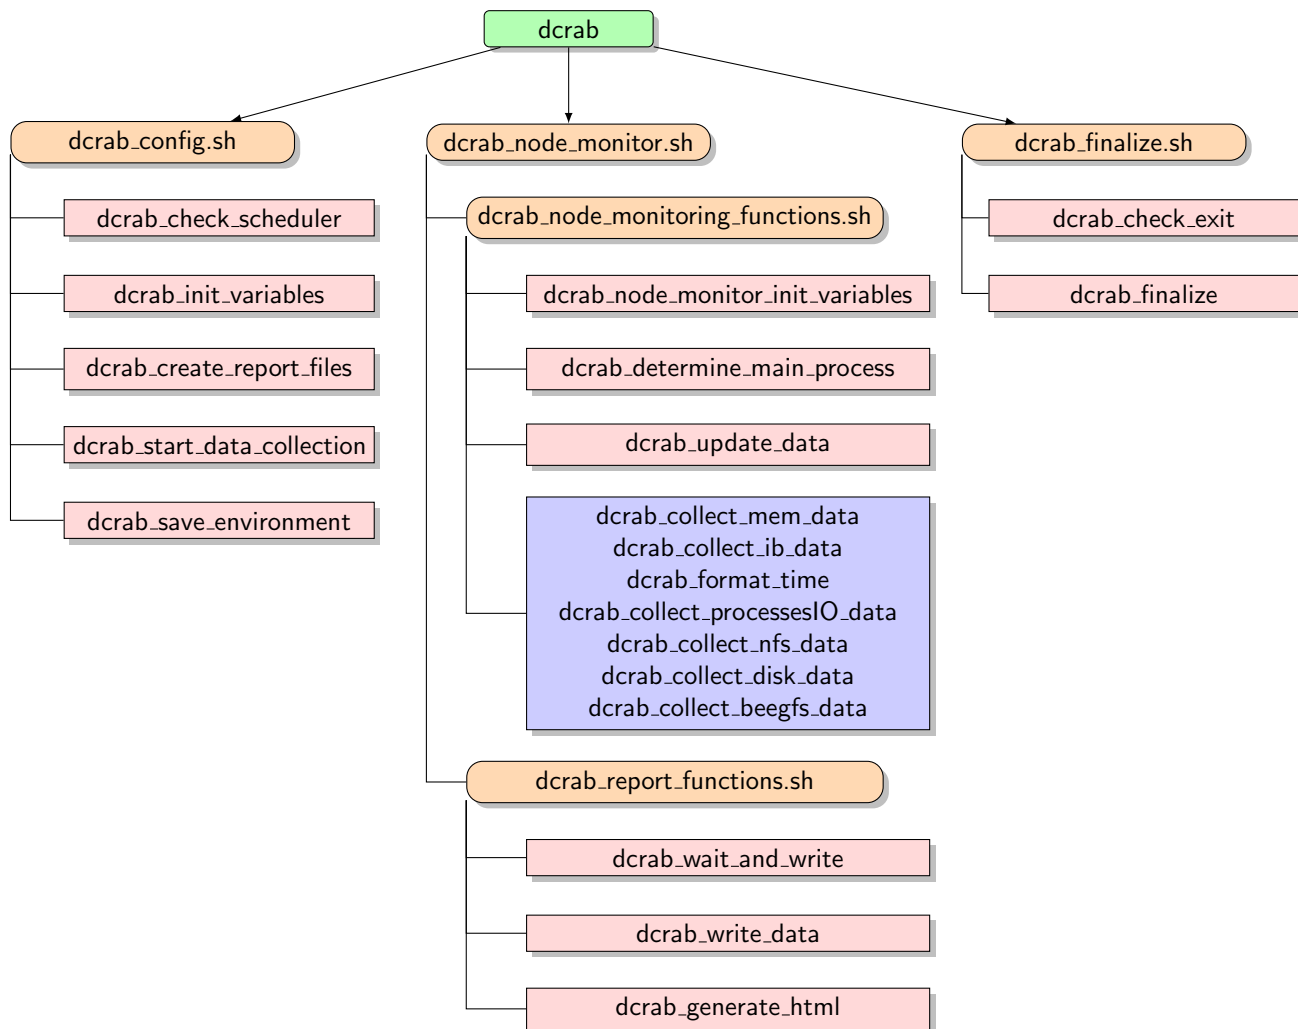 dcrab
dcrab_config.sh
dcrab_check_scheduler
dcrab_init_variables
dcrab_create_report_files
dcrab_start_data_collection
dcrab_save_environment
dcrab_node_monitor.sh
dcrab_node_monitoring_functions.sh
dcrab_node_monitor_init_variables
dcrab_determine_main_process
dcrab_update_data
dcrab_collect_mem_data
dcrab_collect_ib_data
dcrab_format_time
dcrab_collect_processesIO_data
dcrab_collect_nfs_data
dcrab_collect_disk_data
dcrab_collect_beegfs_data
dcrab_report_functions.sh
dcrab_wait_and_write
dcrab_write_data
dcrab_generate_html
dcrab_finalize.sh
dcrab_check_exit
dcrab_finalize